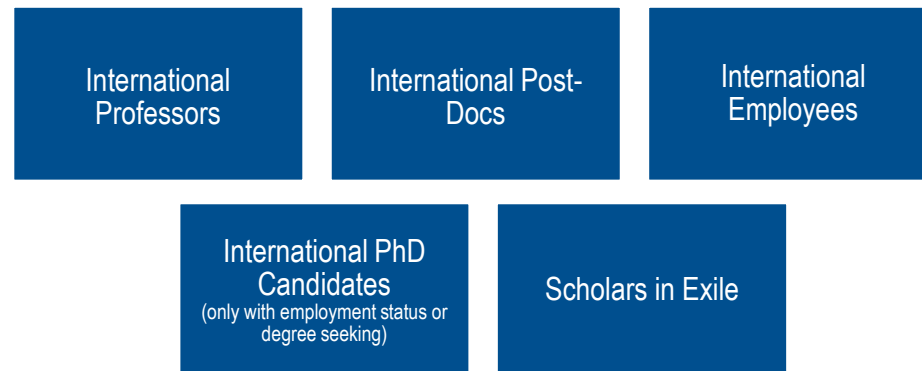 International
Professors
International Post-
Docs
International
Employees
International PhD
Candidates
(only with employment status or
degree seeking)
Scholars in Exile